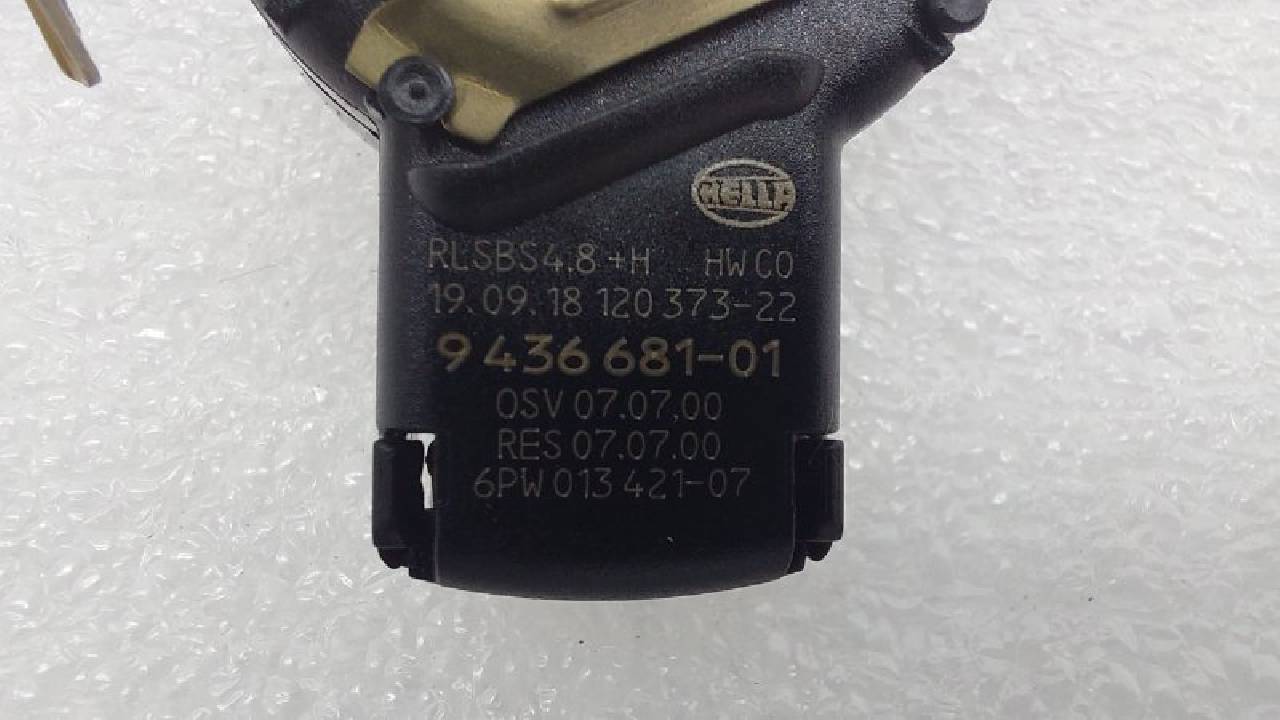 HELLA
RLSBS4.8+H HW C0
19.09.18 120 373-22
9 436 681-01
OSV 07.07.00
RES 07.07.00
6PW 013 421-07